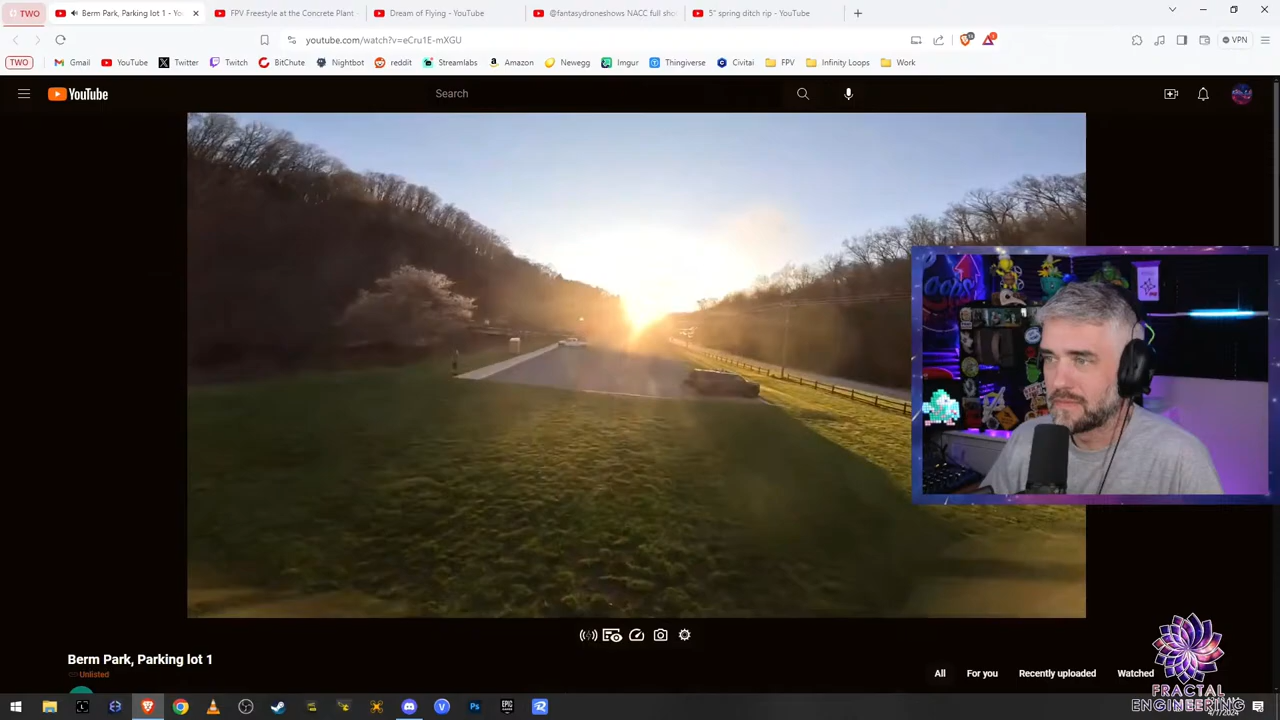 TWO
Berm Park, Parking lot 1 - Yo
FPV Freestyle at the Concrete Plant -
Dream of Flying - YouTube
@fantasydroneshows NACC full sho
5" spring ditch rip - YouTube
youtube.com/watch?v=eCru1E-mXGU
VPN
TWO
Gmail
YouTube
Twitter
Twitch
BitChute
Nightbot
reddit
Streamlabs
Amazon
Newegg
Imgur
Thingiverse
Civitai
FPV
Infinity Loops
Work
YouTube
Search
oops
Berm Park, Parking lot 1
Unlisted
All
For you
Recently uploaded
Watched
FRACTAL
ENGINEERING
EPIC
Ps